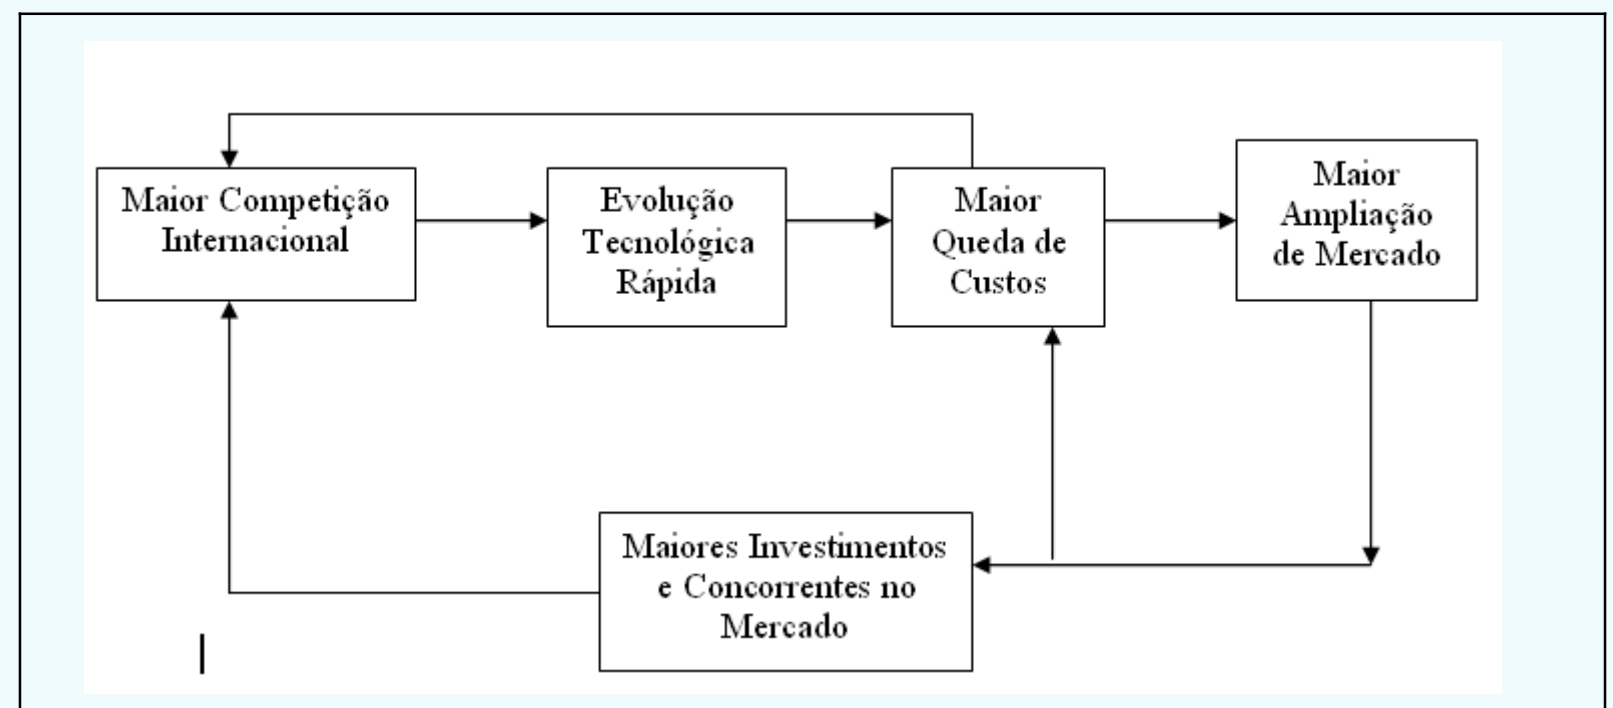 Maior Competição
Internacional
Evolução
Tecnológica
Rápida
Maior
Queda de
Custos
Maior
Ampliação
de Mercado
Maiores Investimentos
e Concorrentes no
Mercado